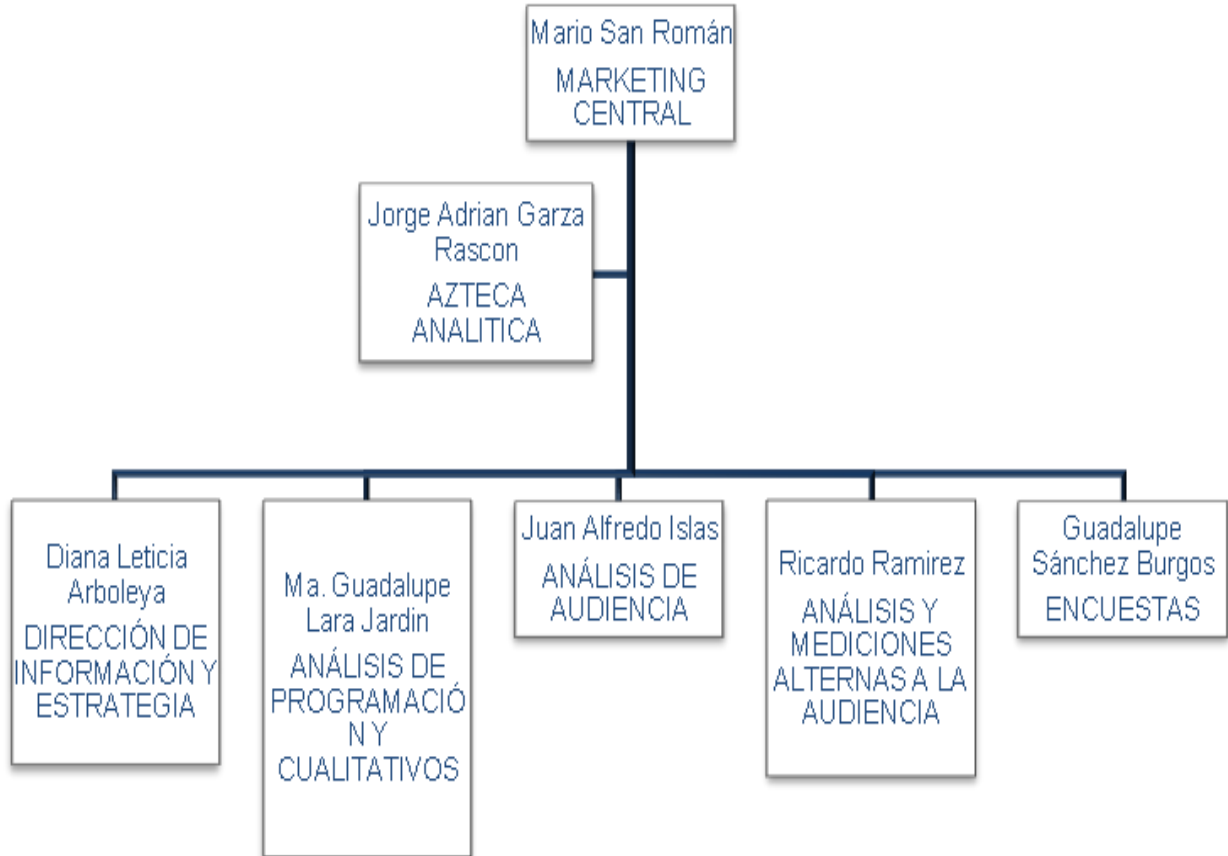 Mario San Román
MARKETING
CENTRAL
Jorge Adrian Garza
Rascon
AZTECA
ANALITICA
Diana Leticia
Arboleya
DIRECCIÓN DE
INFORMACIÓN Y
ESTRATEGIA
Ma. Guadalupe
Lara Jardin
ANÁLISIS DE
PROGRAMACIÓ
N Y
CUALITATIVOS
Juan Alfredo Islas
ANÁLISIS DE
AUDIENCIA
Ricardo Ramirez
ANÁLISIS Y
MEDICIONES
ALTERNAS A LA
AUDIENCIA
Guadalupe
Sánchez Burgos
ENCUESTAS